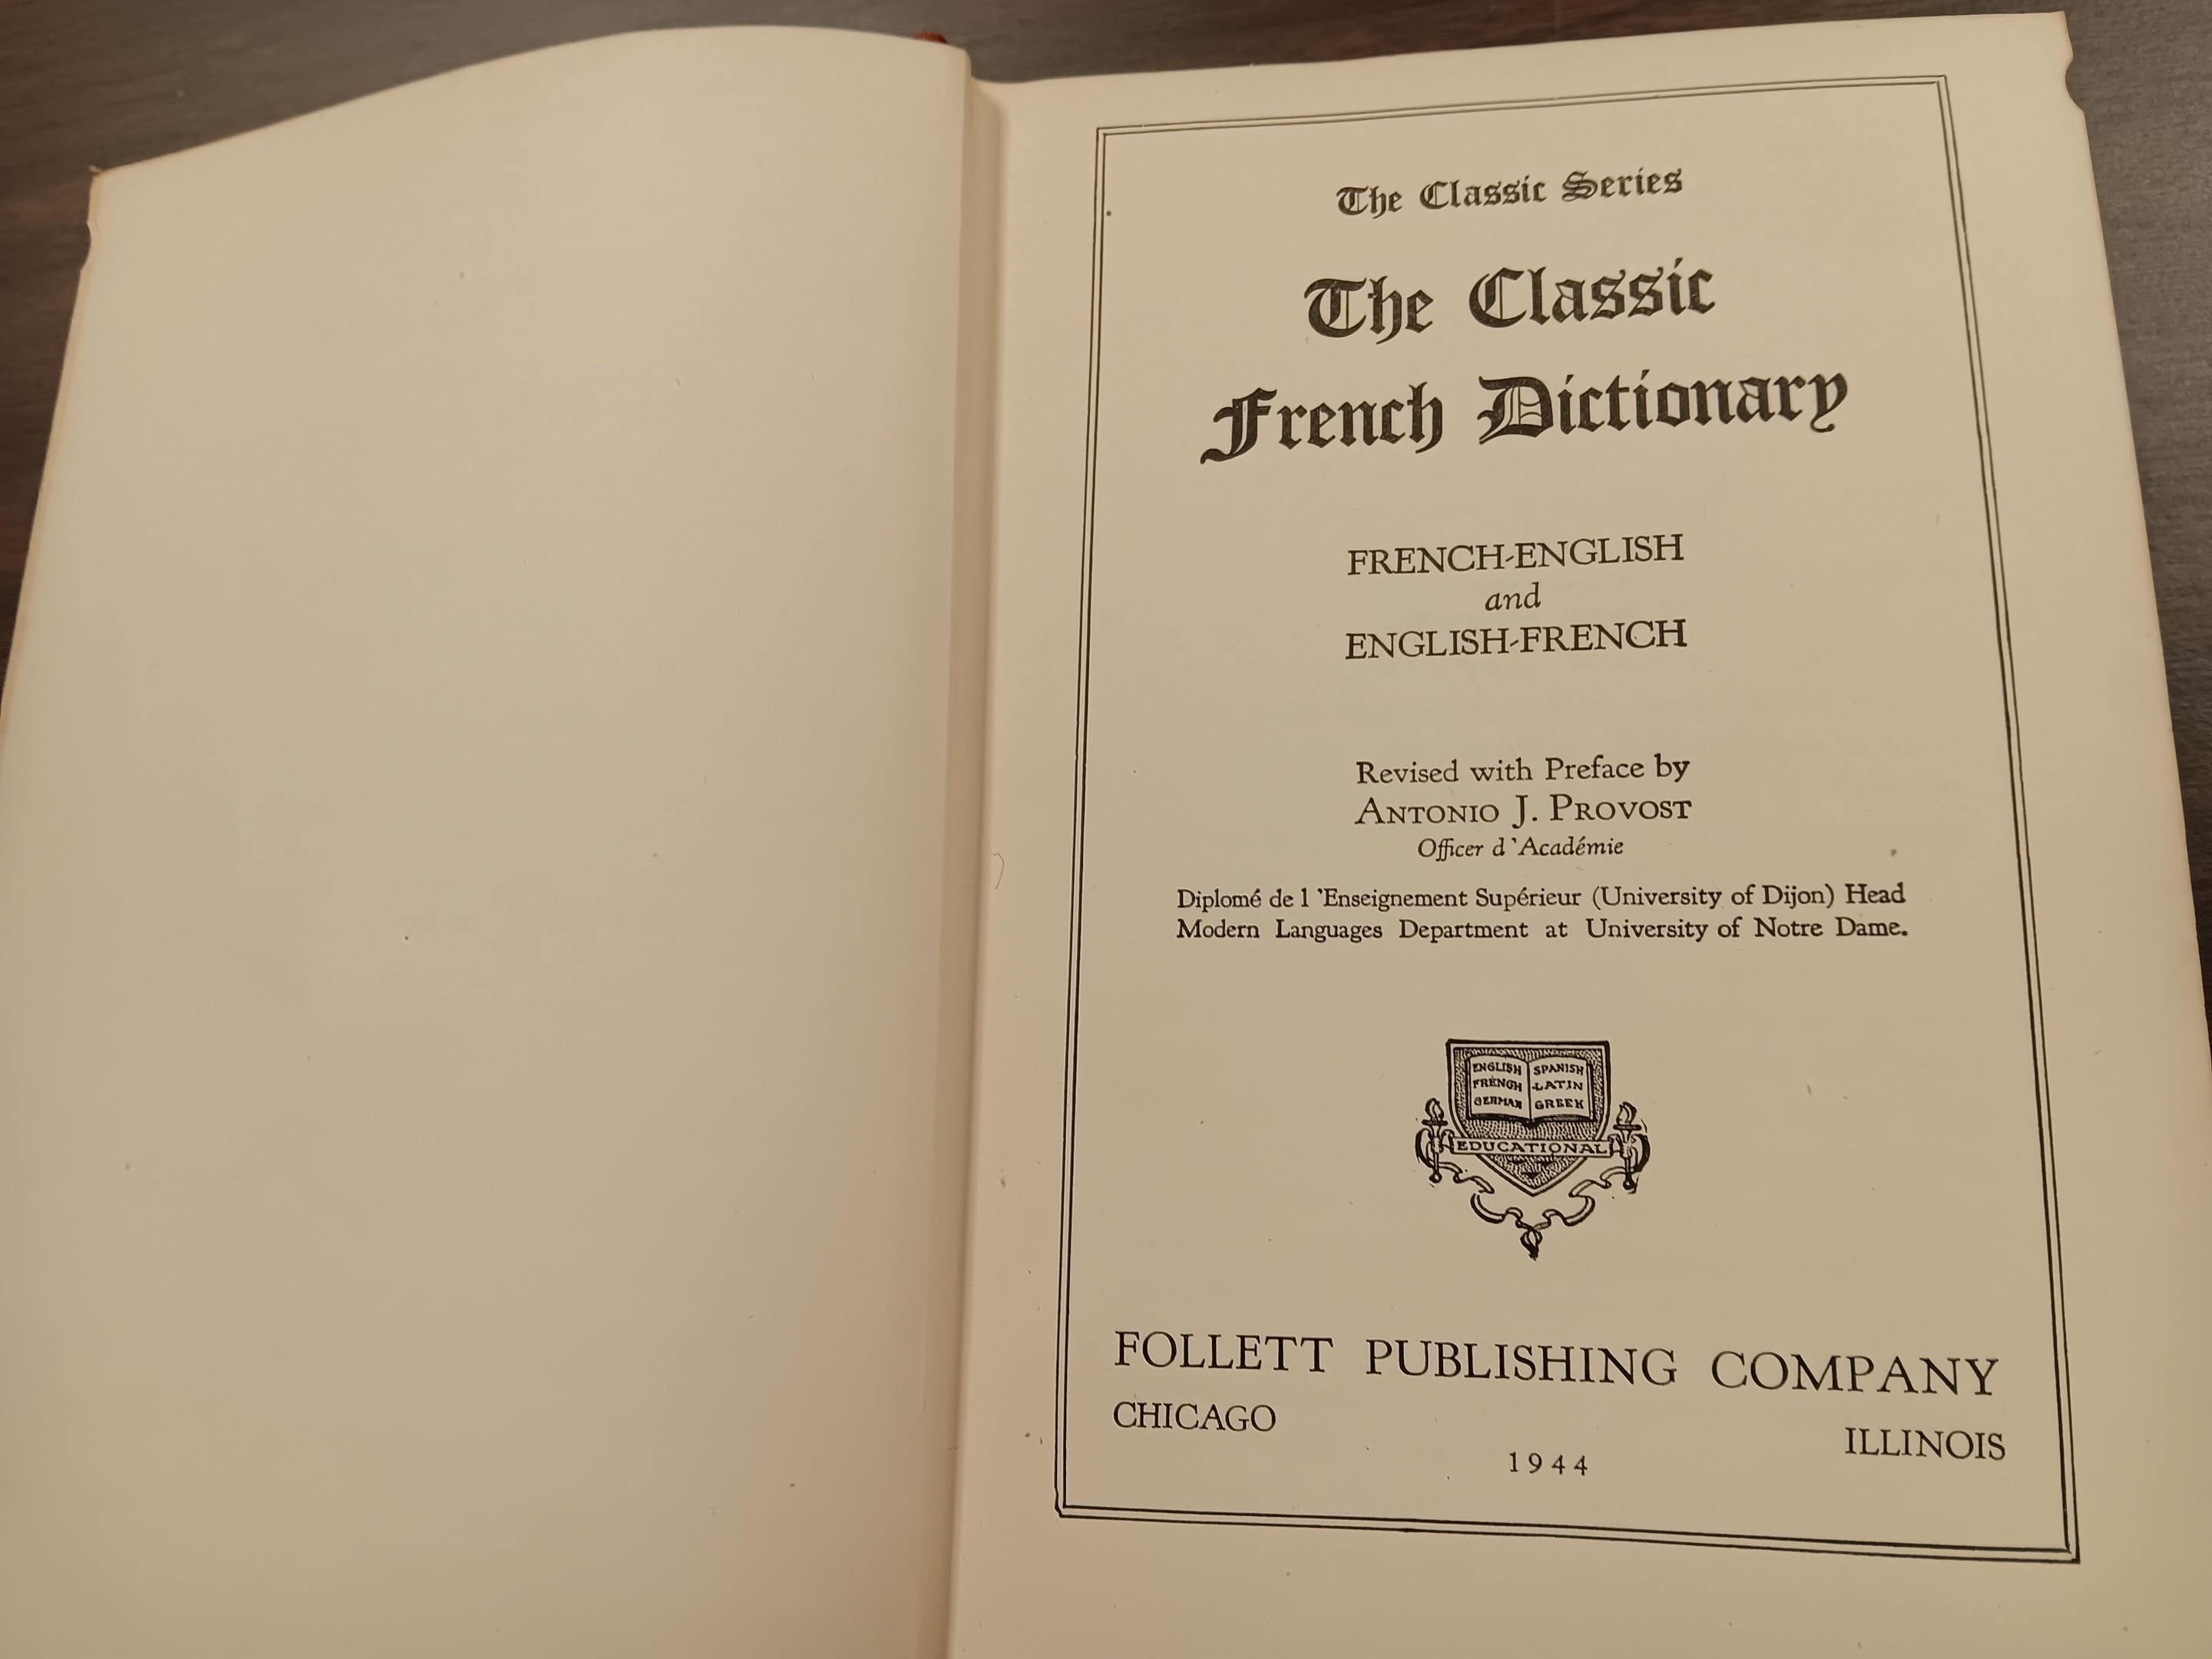 The Classic Series
The Classic
French Dictionary
FRENCH-ENGLISH
and
ENGLISH-FRENCH
Revised with Preface by
ANTONIO J. PROVOST
Officer d'Académie
Diplomé de l'Enseignement Supérieur (University of Dijon) Head
Modern Languages Department at University of Notre Dame.
ENGLISH
FRENCH
GERMAN
SPANISH
LATIN
GREEK
EDUCATIONAL
FOLLETT PUBLISHING COMPANY
CHICAGO
ILLINOIS
1944